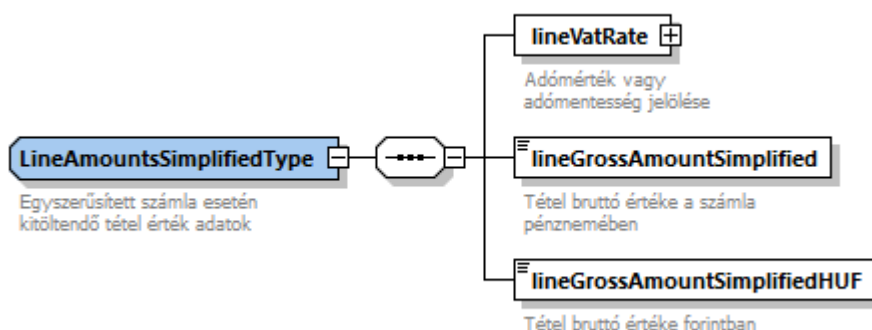 lineVatRate
Adómérték vagy
adómentesség jelölése
LineAmountsSimplifiedType
Egyszerűsített számla esetén
kitöltendő tétel érték adatok
lineGrossAmountSimplified
Tétel bruttó értéke a számla
pénznemében
lineGrossAmountSimplifiedHUF
Tétel bruttó értéke forintban